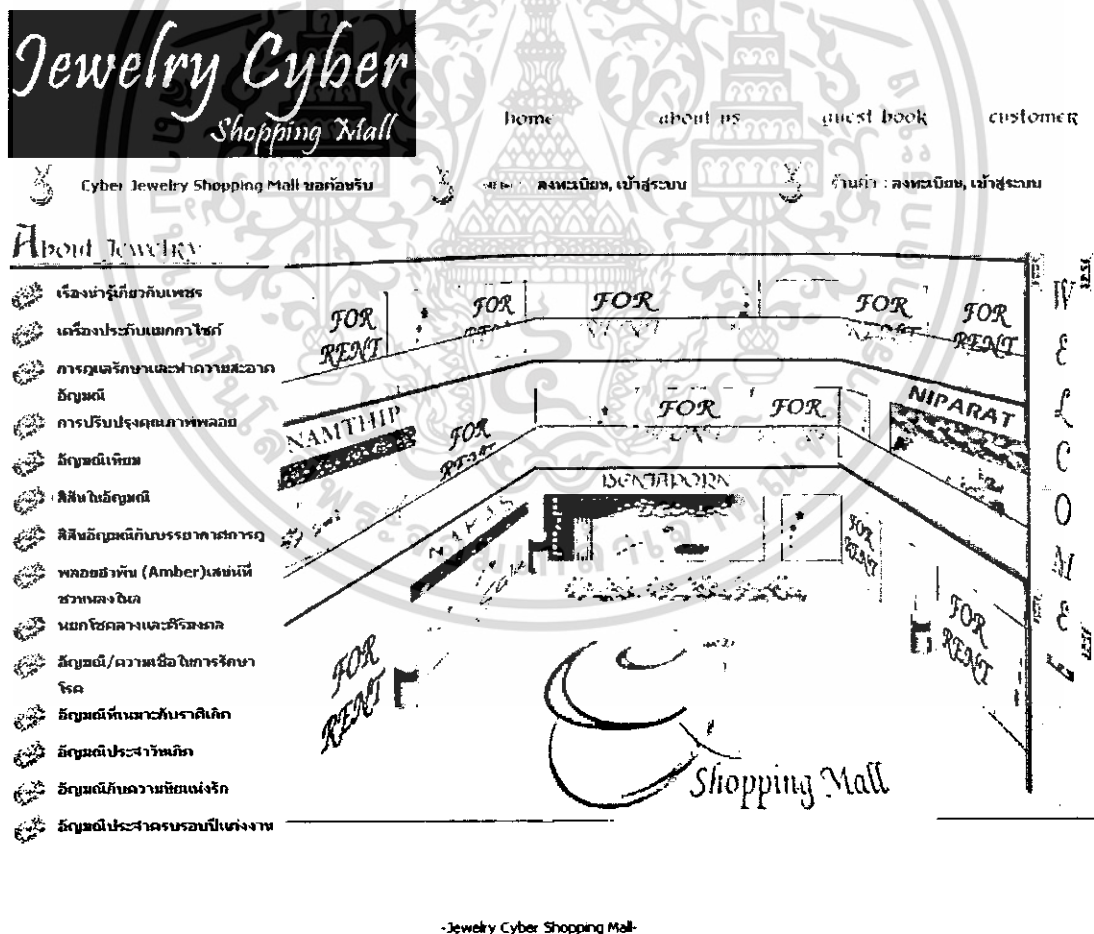 Jewelry Cyber
Shopping Mall
home about us guest book customer
Cyber Jewelry Shopping Mall ขอต้อนรับ
ลงทะเบียน, เข้าสู่ระบบ
ร้านค้า : ลงทะเบียน, เข้าสู่ระบบ
About Jewelry
เรื่องน่ารู้เกี่ยวกับเพชร
เครื่องประดับแมกกาไซท์
การดูแลรักษาและทำความสะอาด
อัญมณี
การปรับปรุงคุณภาพพลอย
อัญมณีเทียม
สีสันในอัญมณี
สีสันอัญมณีกับบรรยากาศการดู
พลอยอำพัน (Amber)เสน่ห์ที่
ชวนหลงใหล
หยกโชคลางและศิริมงคล
อัญมณี/ความเชื่อในการรักษา
โรค
อัญมณีที่เหมาะกับราศีเกิด
อัญมณีประจำวันเกิด
อัญมณีกับความหมายแห่งรัก
อัญมณีประจำครบรอบปีแต่งงาน
FOR
RENT
FOR
RENT
FOR
FOR
FOR
RENT
NAMTHIP
FOR
RENT
FOR
FOR
NIPARAT
BENJAPORN
FOR
RENT
FOR
RENT
FOR
RENT
WELCOME
Shopping Mall
-Jewelry Cyber Shopping Mall-